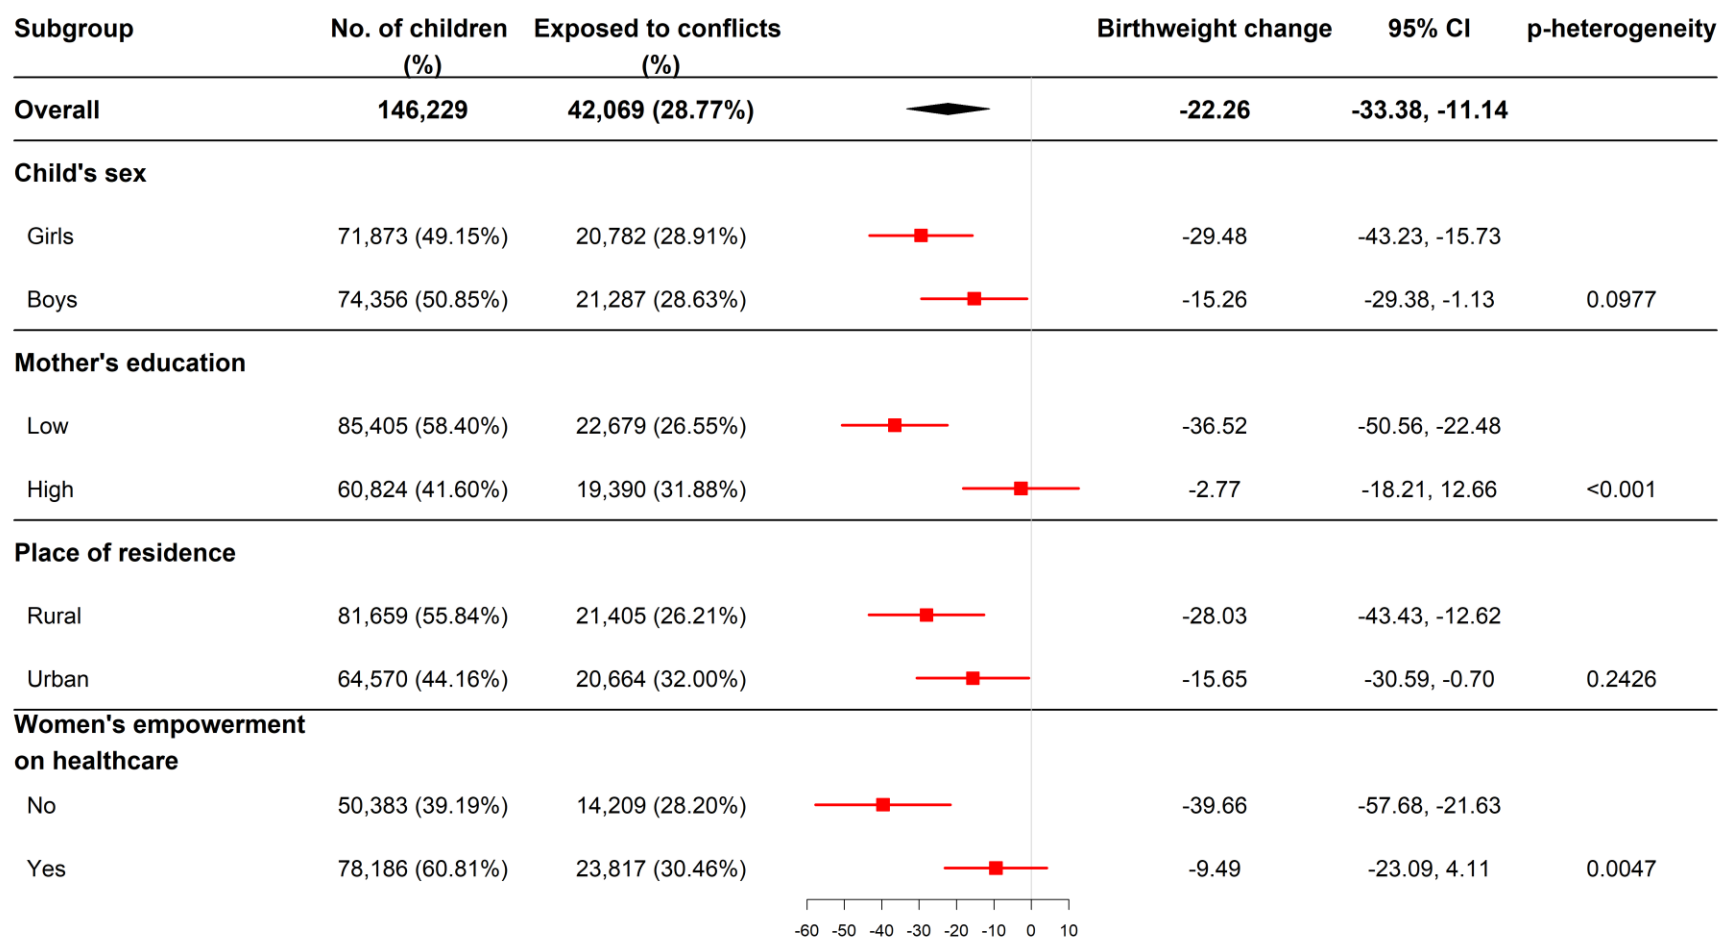 Subgroup No. of children Exposed to conflicts Birthweight change 95% CI p-heterogeneity
(%) (%)
Overall 146,229 42,069 (28.77%) -22.26 -33.38, -11.14
Child's sex
Girls 71,873 (49.15%) 20,782 (28.91%) -29.48 -43.23, -15.73
Boys 74,356 (50.85%) 21,287 (28.63%) -15.26 -29.38, -1.13 0.0977
Mother's education
Low 85,405 (58.40%) 22,679 (26.55%) -36.52 -50.56, -22.48
High 60,824 (41.60%) 19,390 (31.88%) -2.77 -18.21, 12.66 <0.001
Place of residence
Rural 81,659 (55.84%) 21,405 (26.21%) -28.03 -43.43, -12.62
Urban 64,570 (44.16%) 20,664 (32.00%) -15.65 -30.59, -0.70 0.2426
Women's empowerment
on healthcare
No 50,383 (39.19%) 14,209 (28.20%) -39.66 -57.68, -21.63
Yes 78,186 (60.81%) 23,817 (30.46%) -9.49 -23.09, 4.11 0.0047
-60 -50 -40 -30 -20 -10 0 10